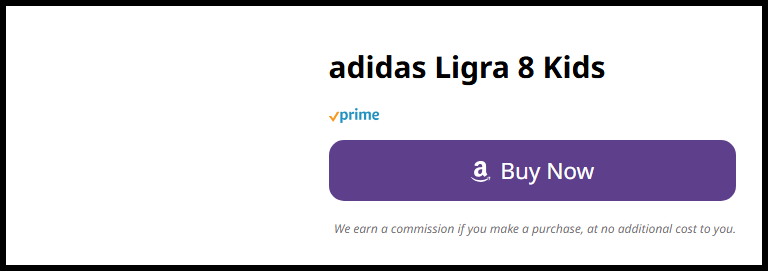 adidas Ligra 8 Kids
prime
Buy Now
We earn a commission if you make a purchase, at no additional cost to you.